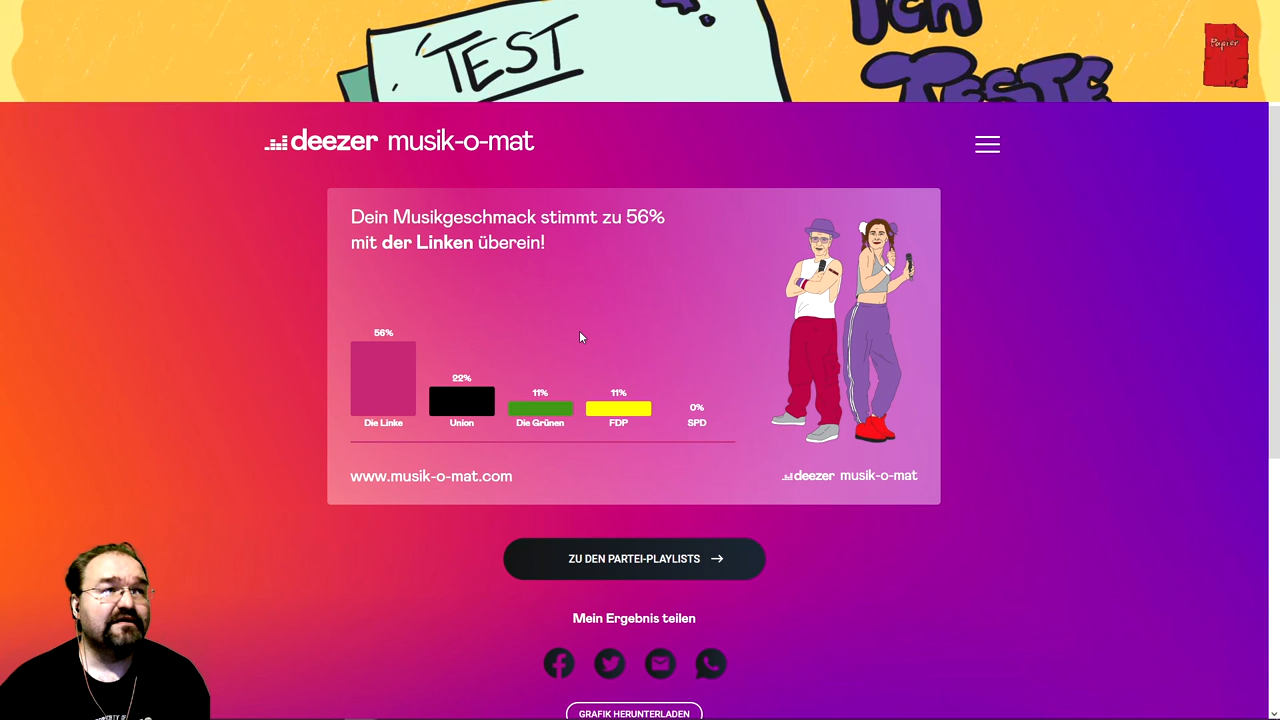 TEST
ICH
TESTE
Papier
deezer musik-o-mat
Dein Musikgeschmack stimmt zu 56%
mit der Linken überein!
56%
22%
11%
11%
0%
Die Linke
Union
Die Grünen
FDP
SPD
www.musik-o-mat.com
deezer musik-o-mat
ZU DEN PARTEI-PLAYLISTS
Mein Ergebnis teilen
GRAFIK HERUNTERLADEN